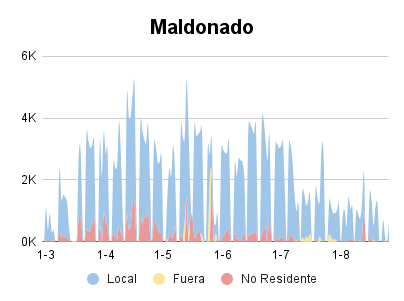 Maldonado
6K
4K
2K
0K
1-3 1-4 1-5 1-6 1-7 1-8
Local Fuera No Residente